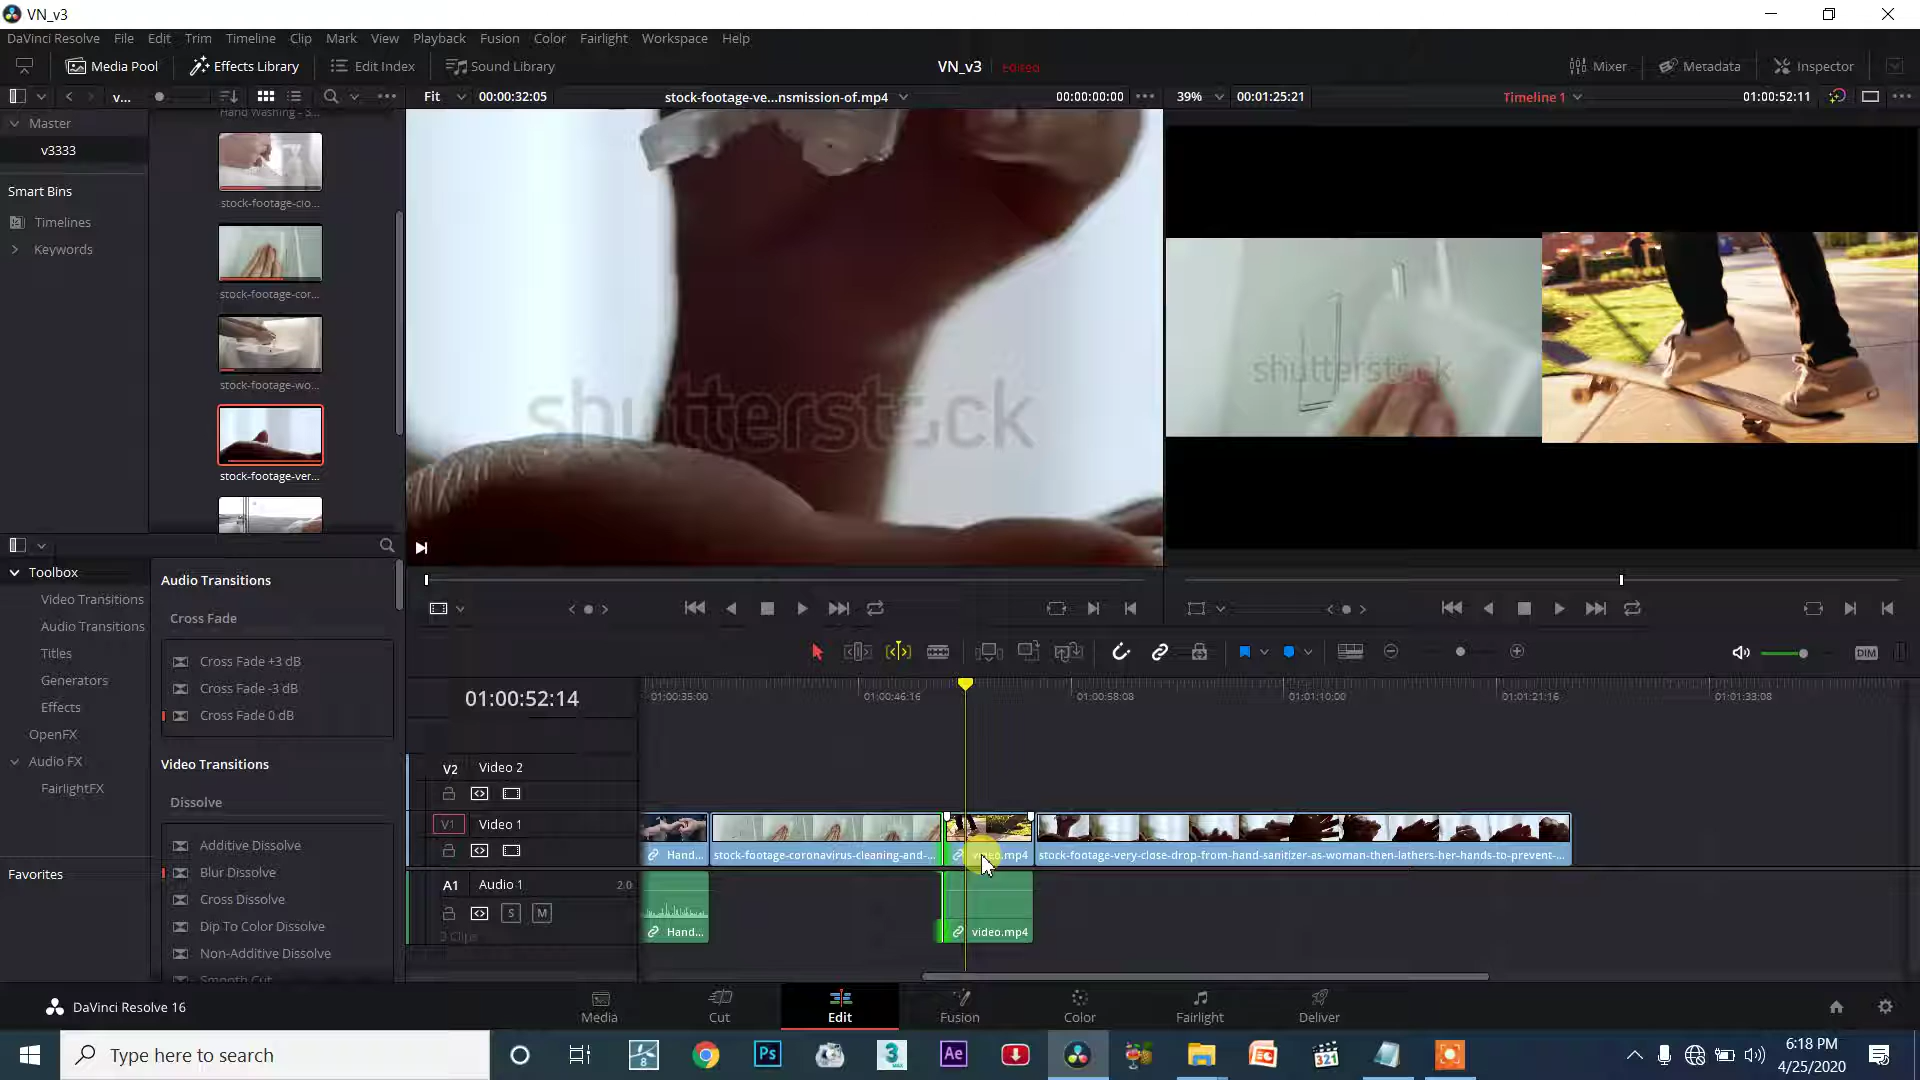 VN_v3
DaVinci Resolve File Edit Trim Timeline Clip Mark View Playback Fusion Color Fairlight Workspace Help
Media Pool Effects Library Edit Index Sound Library VN_v3 Edited Mixer Metadata Inspector
v... Fit 00:00:32:05 stock-footage-ve...nsmission-of.mp4 00:00:00:00 39% 00:01:25:21 Timeline 1 01:00:52:11
Master
v3333
Smart Bins
Timelines
Keywords
Hand Washing - S...
stock-footage-clo...
stock-footage-cor...
stock-footage-wo...
stock-footage-ver...
shutterstock
shutterstock
Toolbox
Video Transitions
Audio Transitions
Titles
Generators
Effects
OpenFX
Audio FX
FairlightFX
Favorites
Audio Transitions
Cross Fade
Cross Fade +3 dB
Cross Fade -3 dB
Cross Fade 0 dB
Video Transitions
Dissolve
Additive Dissolve
Blur Dissolve
Cross Dissolve
Dip To Color Dissolve
Non-Additive Dissolve
Smooth Cut
DIM
01:00:52:14
01:00:35:00 01:00:46:16 01:00:58:08 01:01:10:00 01:01:21:16 01:01:33:08
V2 Video 2
V1 Video 1
Hand... stock-footage-coronavirus-cleaning-and-... video.mp4 stock-footage-very-close-drop-from-hand-sanitizer-as-woman-then-lathers-her-hands-to-prevent-...
A1 Audio 1 2.0
S M
3 Clips
Hand... video.mp4
DaVinci Resolve 16
Media Cut Edit Fusion Color Fairlight Deliver
Type here to search
8
Ps
3
MAX
Ae
321
6:18 PM
4/25/2020